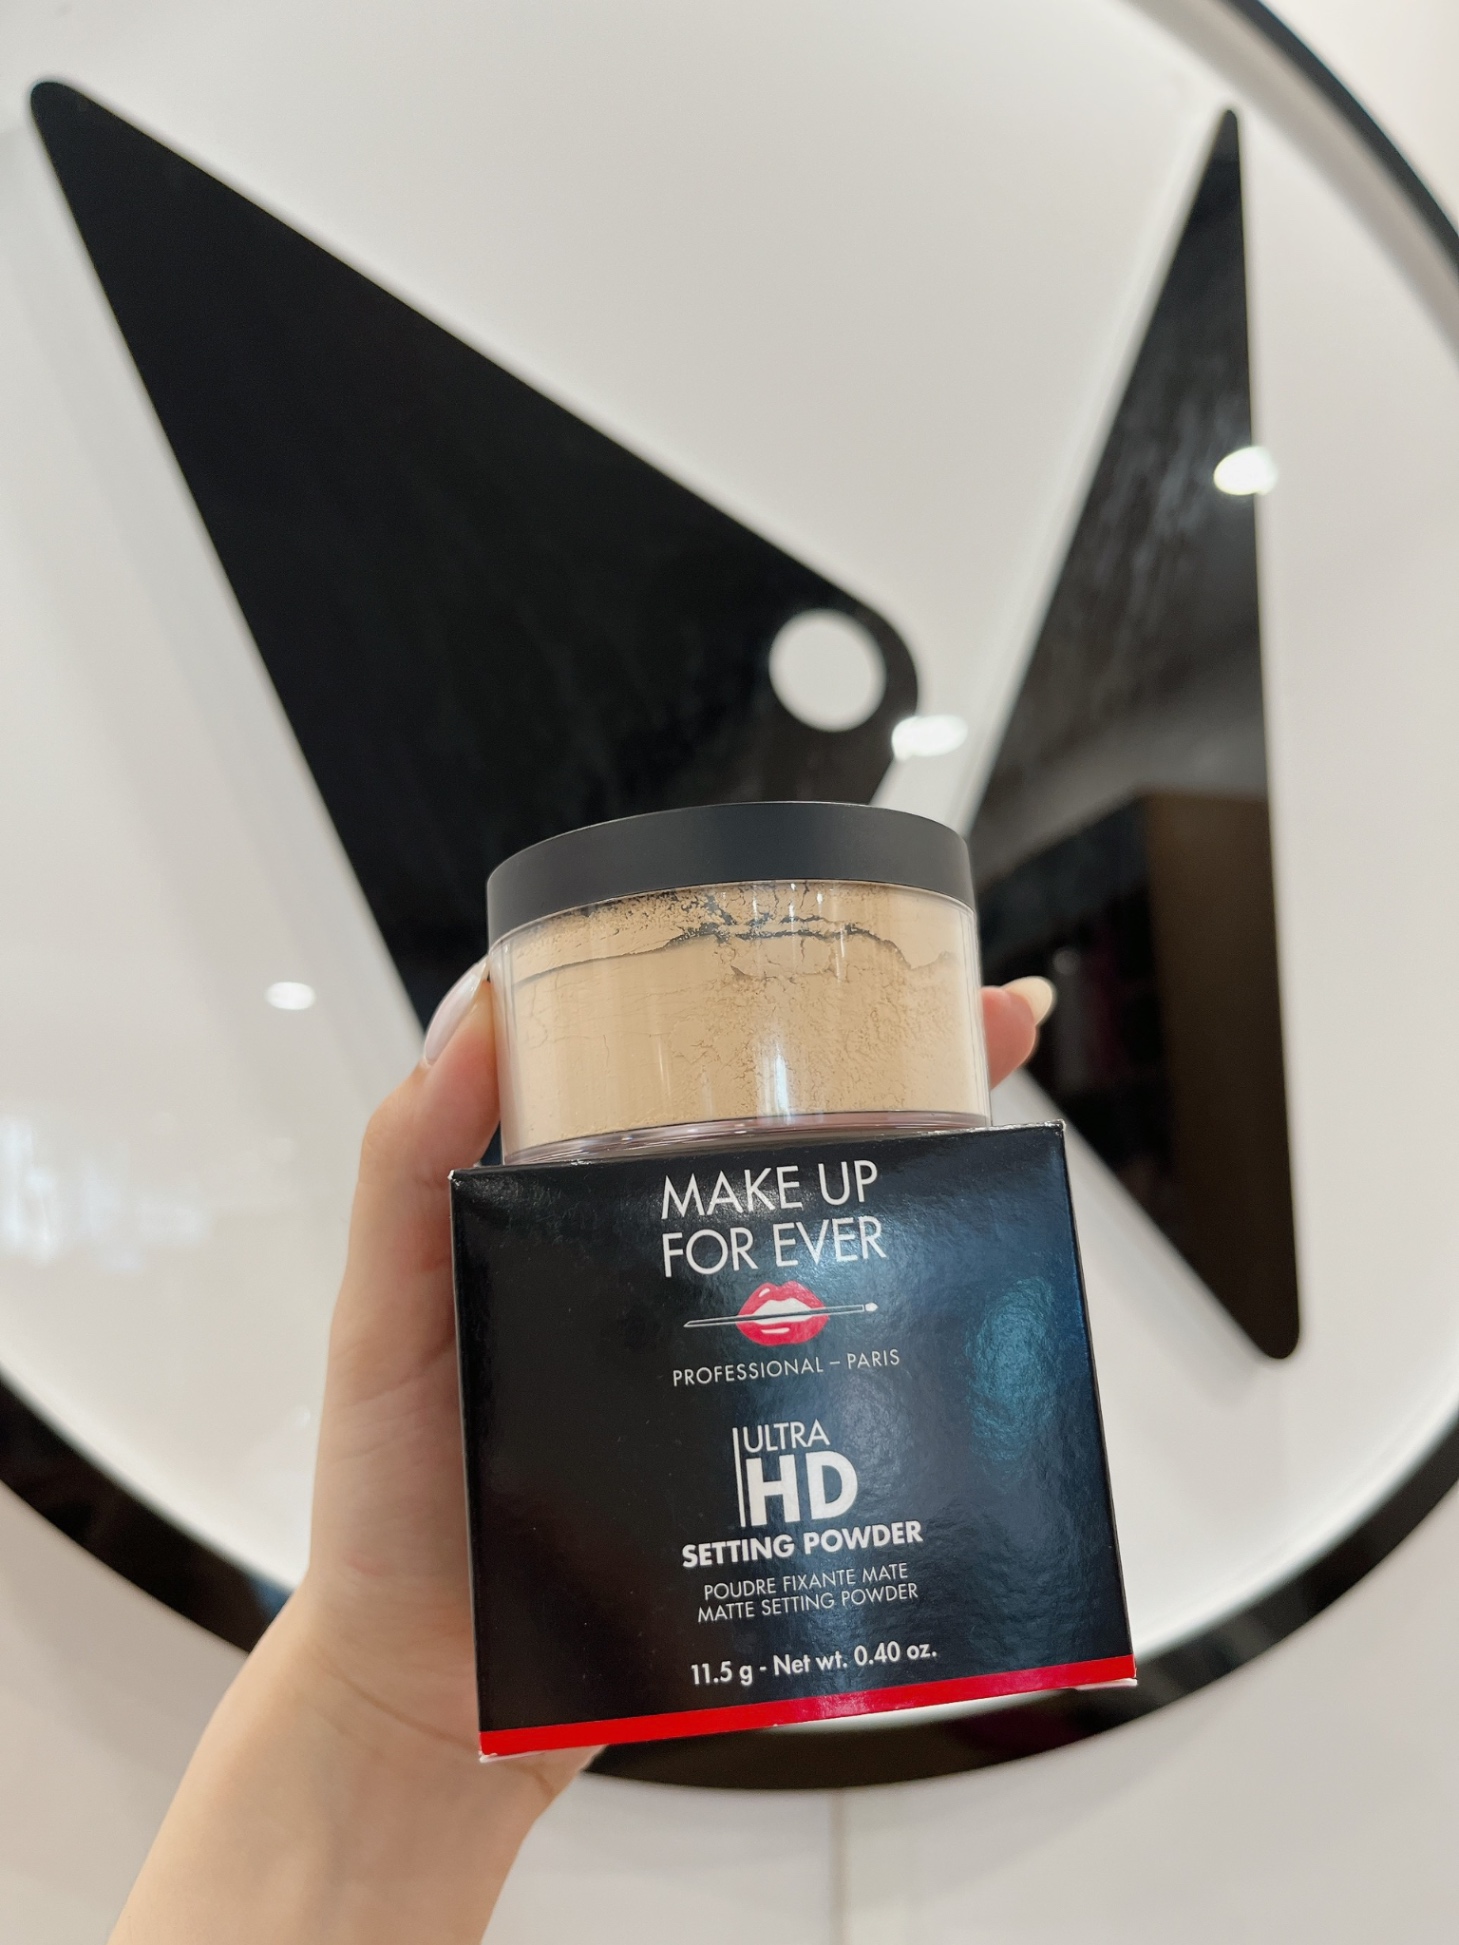 MAKE UP
FOR EVER
PROFESSIONAL – PARIS
ULTRA
HD
SETTING POWDER
POUDRE FIXANTE MATE
MATTE SETTING POWDER
11.5 g - Net wt. 0.40 oz.